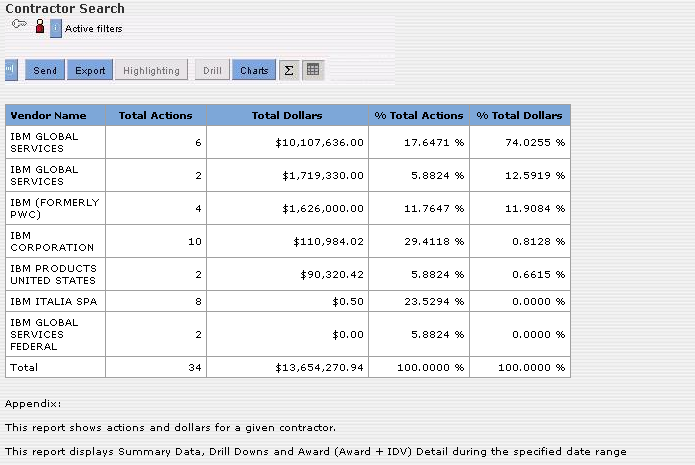 Contractor Search
Active filters
Send Export Highlighting Drill Charts Σ
Vendor Name Total Actions Total Dollars % Total Actions % Total Dollars
IBM GLOBAL
SERVICES 6 $10,107,636.00 17.6471 % 74.0255 %
IBM GLOBAL
SERVICES 2 $1,719,330.00 5.8824 % 12.5919 %
IBM (FORMERLY
PWC) 4 $1,626,000.00 11.7647 % 11.9084 %
IBM
CORPORATION 10 $110,984.02 29.4118 % 0.8128 %
IBM PRODUCTS
UNITED STATES 2 $90,320.42 5.8824 % 0.6615 %
IBM ITALIA SPA 8 $0.50 23.5294 % 0.0000 %
IBM GLOBAL
SERVICES
FEDERAL 2 $0.00 5.8824 % 0.0000 %
Total 34 $13,654,270.94 100.0000 % 100.0000 %
Appendix:
This report shows actions and dollars for a given contractor.
This report displays Summary Data, Drill Downs and Award (Award + IDV) Detail during the specified date range